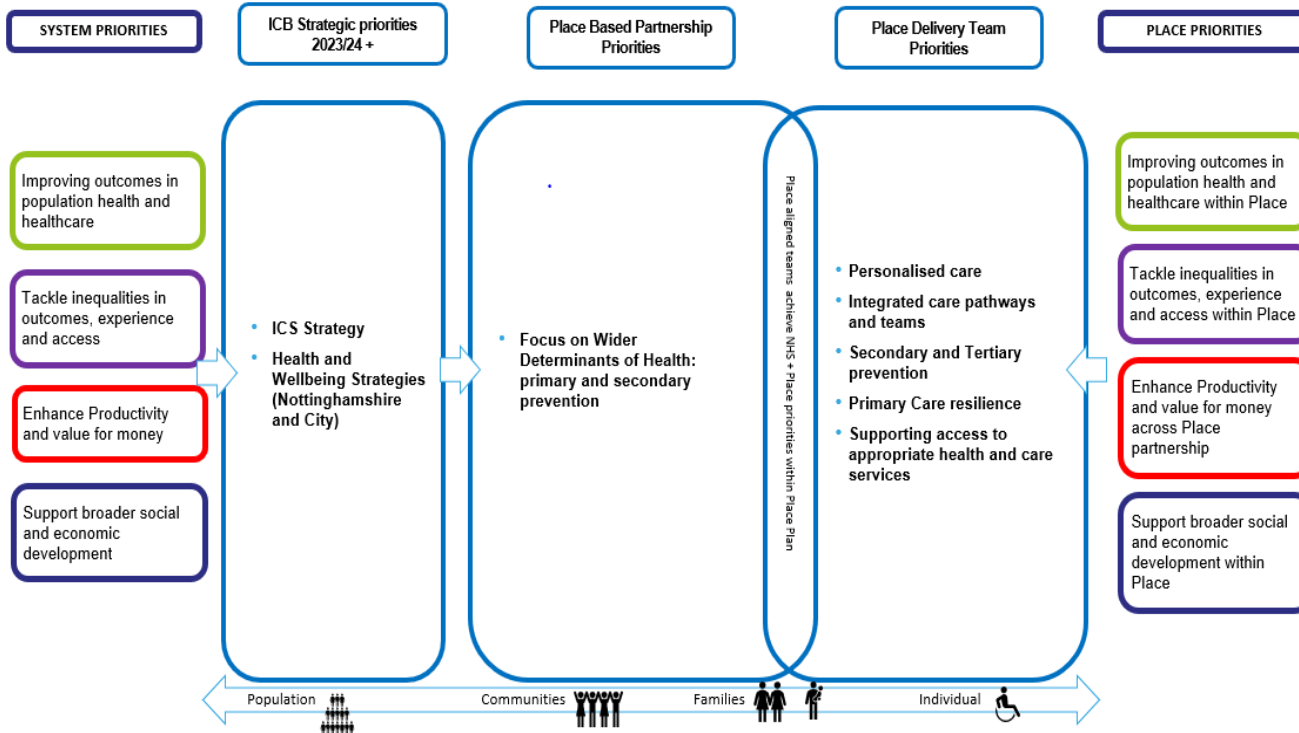 SYSTEM PRIORITIES
ICB Strategic priorities
2023/24 +
Place Based Partnership
Priorities
Place Delivery Team
Priorities
PLACE PRIORITIES
Improving outcomes in
population health and
healthcare
Tackle inequalities in
outcomes, experience
and access
Enhance Productivity
and value for money
Support broader social
and economic
development
• ICS Strategy
• Health and
Wellbeing Strategies
(Nottinghamshire
and City)
• Focus on Wider
Determinants of Health:
primary and secondary
prevention
Place aligned teams achieve NHS + Place priorities within Place Plan
• Personalised care
• Integrated care pathways
and teams
• Secondary and Tertiary
prevention
• Primary Care resilience
• Supporting access to
appropriate health and care
services
Improving outcomes in
population health and
healthcare within Place
Tackle inequalities in
outcomes, experience
and access within Place
Enhance Productivity
and value for money
across Place
partnership
Support broader social
and economic
development within
Place
Population
Communities
Families
Individual